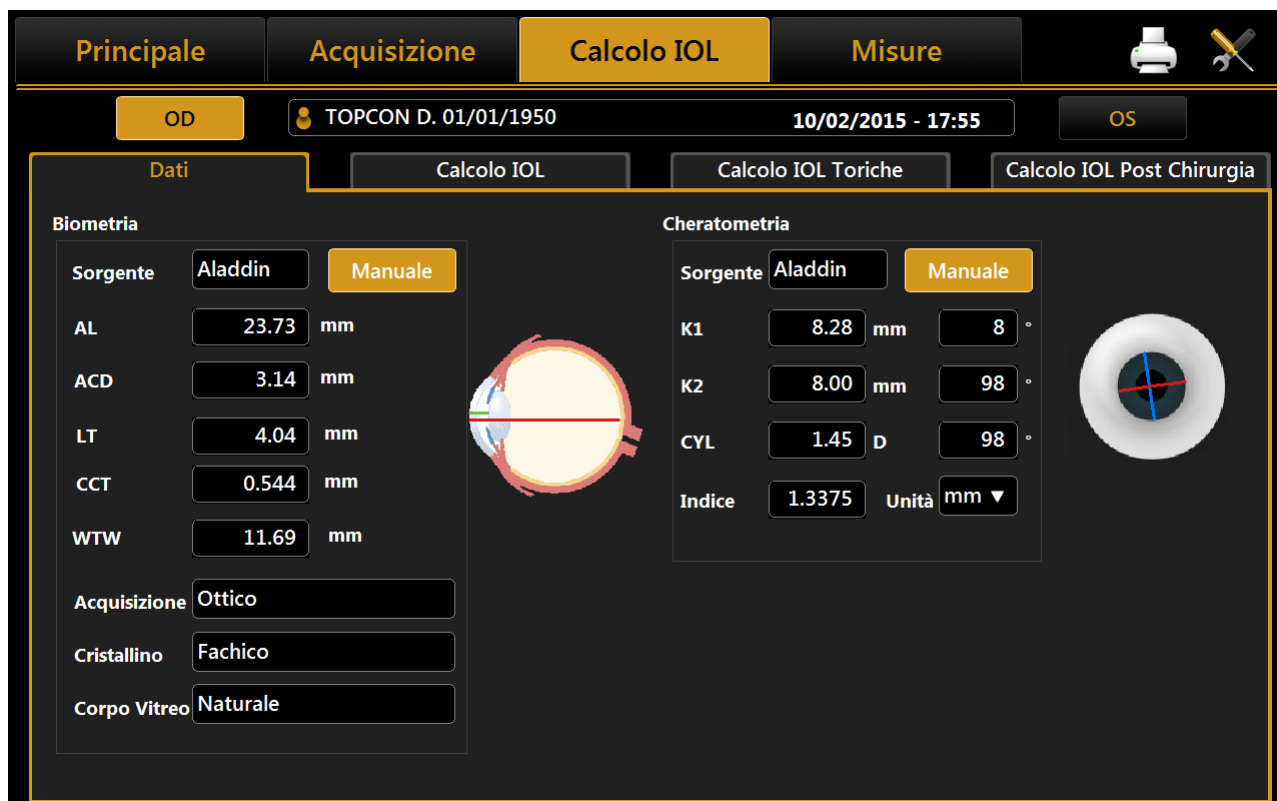 Principale Acquisizione Calcolo IOL Misure
OD TOPCON D. 01/01/1950 10/02/2015 - 17:55 OS
Dati Calcolo IOL Calcolo IOL Toriche Calcolo IOL Post Chirurgia
Biometria
Sorgente Aladdin Manuale
AL 23.73 mm
ACD 3.14 mm
LT 4.04 mm
CCT 0.544 mm
WTW 11.69 mm
Acquisizione Ottico
Cristallino Fachico
Corpo Vitreo Naturale
Cheratometria
Sorgente Aladdin Manuale
K1 8.28 mm 8 °
K2 8.00 mm 98 °
CYL 1.45 D 98 °
Indice 1.3375 Unità mm ▼